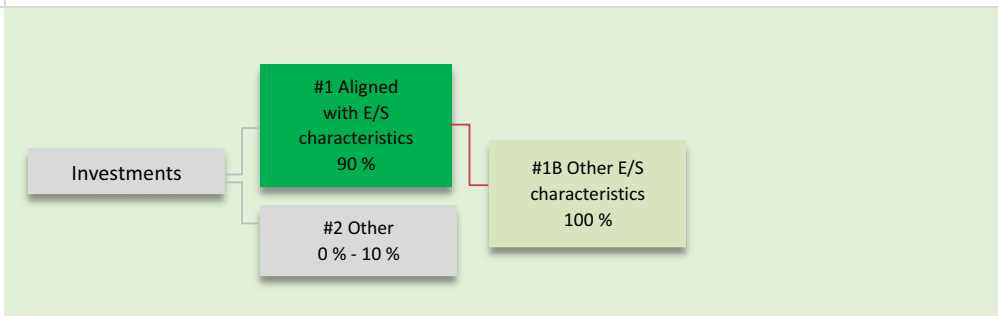 #1 Aligned
with E/S
characteristics
90 %
Investments
#1B Other E/S
characteristics
100 %
#2 Other
0 % - 10 %